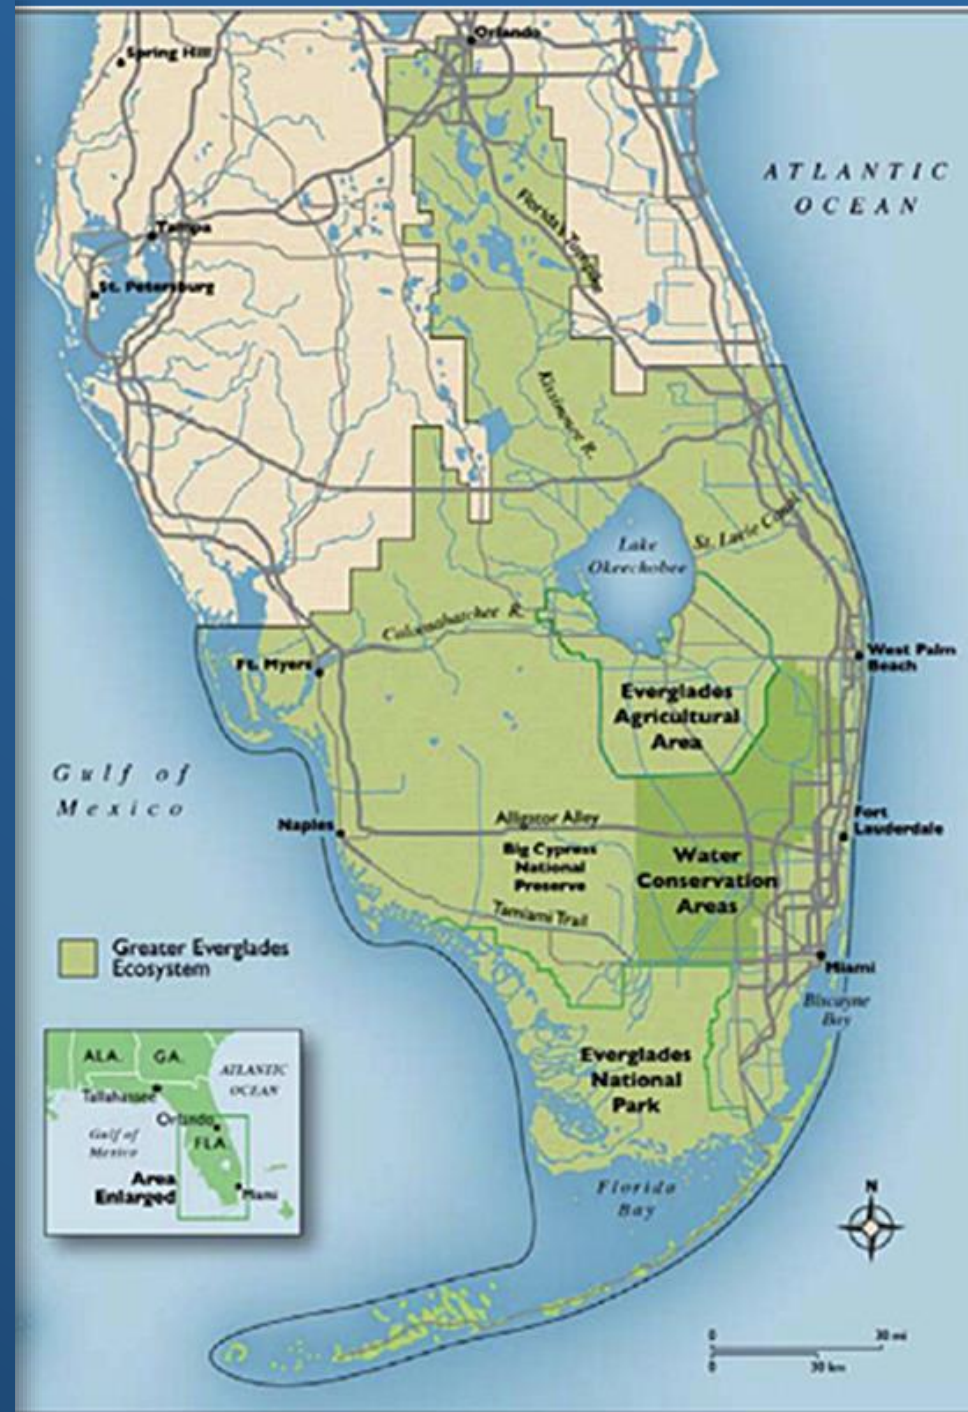 Orlando
Spring Hill
ATLANTIC
OCEAN
Florida's Turnpike
Tampa
St. Petersburg
Kissimmee R.
St. Lucie Canal
Lake
Okeechobee
Caloosahatchee R.
West Palm
Beach
Ft. Myers
Everglades
Agricultural
Area
Gulf of
Mexico
Fort
Lauderdale
Naples
Alligator Alley
Big Cypress
National
Preserve
Water
Conservation
Areas
Tamiami Trail
Greater Everglades
Ecosystem
Miami
Biscayne
Bay
Everglades
National
Park
ALA.
GA.
ATLANTIC
OCEAN
Tallahassee
Orlando
Gulf of
Mexico
FLA.
Area
Enlarged
Miami
Florida
Bay
N
0 30 mi
0 30 km